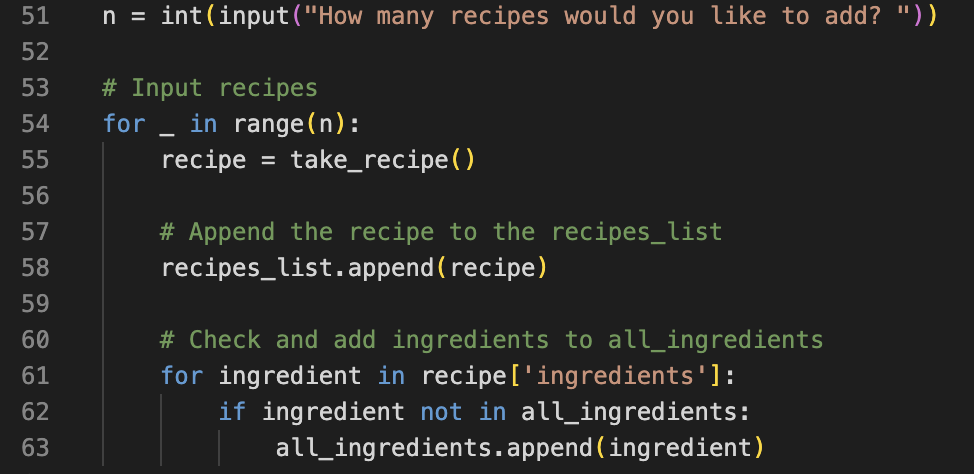 51 n = int(input("How many recipes would you like to add? "))
52
53 # Input recipes
54 for _ in range(n):
55     recipe = take_recipe()
56
57     # Append the recipe to the recipes_list
58     recipes_list.append(recipe)
59
60     # Check and add ingredients to all_ingredients
61     for ingredient in recipe['ingredients']:
62         if ingredient not in all_ingredients:
63             all_ingredients.append(ingredient)